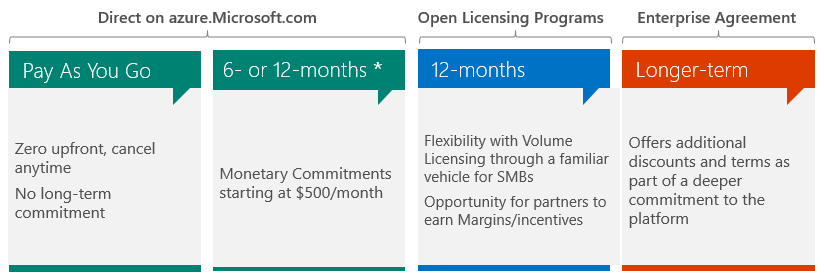 Direct on azure.Microsoft.com
Open Licensing Programs
Enterprise Agreement
Pay As You Go
Zero upfront, cancel
anytime
No long-term
commitment
6- or 12-months *
Monetary Commitments
starting at $500/month
12-months
Flexibility with Volume
Licensing through a familiar
vehicle for SMBs
Opportunity for partners to
earn Margins/incentives
Longer-term
Offers additional
discounts and terms as
part of a deeper
commitment to the
platform